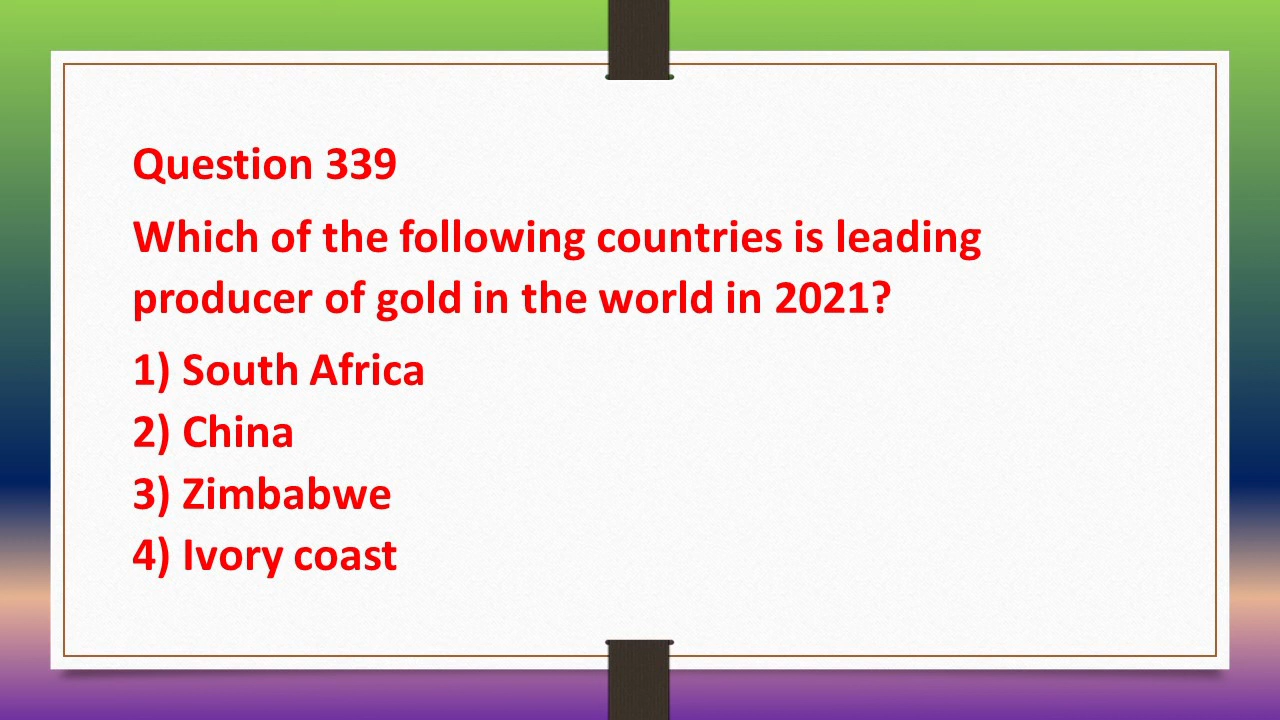 Question 339
Which of the following countries is leading
producer of gold in the world in 2021?
1) South Africa
2) China
3) Zimbabwe
4) Ivory coast